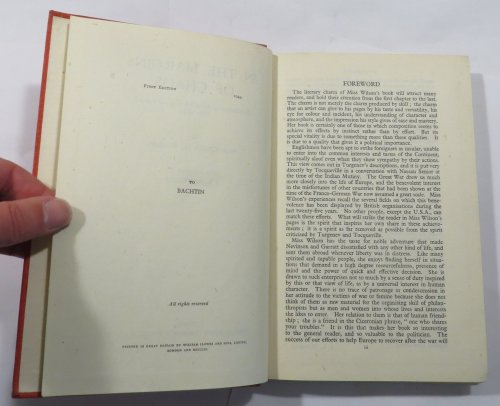 FIRST EDITION
TO
BACHTIN
All rights reserved
PRINTED IN GREAT BRITAIN BY WILLIAM CLOWES AND SONS, LIMITED,
LONDON AND BECCLES.
FOREWORD
The literary charm of Miss Wilson's book will attract many
readers, and hold their attention from the first chapter to the last.
The charm is not merely the charm produced by skill; the charm that
an artist can give to his pages by his taste and versatility, his
eye for colour and incident, his understanding of character and
atmosphere, and the impression his style gives of ease and mastery.
Her book is certainly one of those in which composition seems to
achieve its effects by instinct rather than by effort. But its
special vitality is due to something more than these qualities. It
is due to a quality that gives it a political importance.
Englishmen have been apt to strike foreigners as insular, unable
to enter into the common interests and turns of the Continent,
spiritually aloof even when they show sympathy by their actions.
This view comes out in Turgenev's descriptions, and it is put very
directly by Tocqueville in a conversation with Nassau Senior at
the time of the Indian Mutiny. The Great War drew us much
more closely into the life of Europe, and the benevolent interest
in the misfortunes of other countries that had been shown at the
time of the Franco-German War now assumed a great scale. Miss
Wilson's experience recalls the several fields on which this bene-
volence has been displayed by British organisations during the
last twenty-five years. No other people, except the U.S.A., can
match these efforts. What will strike the reader in Miss Wilson's
pages is the spirit that inspires her own share in these achieve-
ments; it is a spirit as far removed as possible from the spirit
criticised by Turgenev and Tocqueville.
Miss Wilson has the taste for noble adventure that made
Nevinson and Garratt dissatisfied with any other kind of life, and
sent them abroad wherever liberty was in distress. Like many
spirited and capable people, she enjoys finding herself in situa-
tions that demand in a high degree resourcefulness, presence of
mind and the power of quick and effective decision. She is
drawn to such enterprises not so much by a sense of duty inspired
by this or that view of life, as by a universal interest in human
character. There is no trace of patronage or condescension in
her attitude to the victims of war or famine because she does not
think of them as raw material for the organising skill of philan-
thropists but as men and women into whose lives and interests
she likes to enter. Her relation to them is that of human friend-
ship; she is a friend in the Ciceronian phrase, "one who shares
your troubles." It is this that makes her book so interesting
to the general reader, and so valuable to the politician. The
success of our efforts to help Europe to recover after the war will